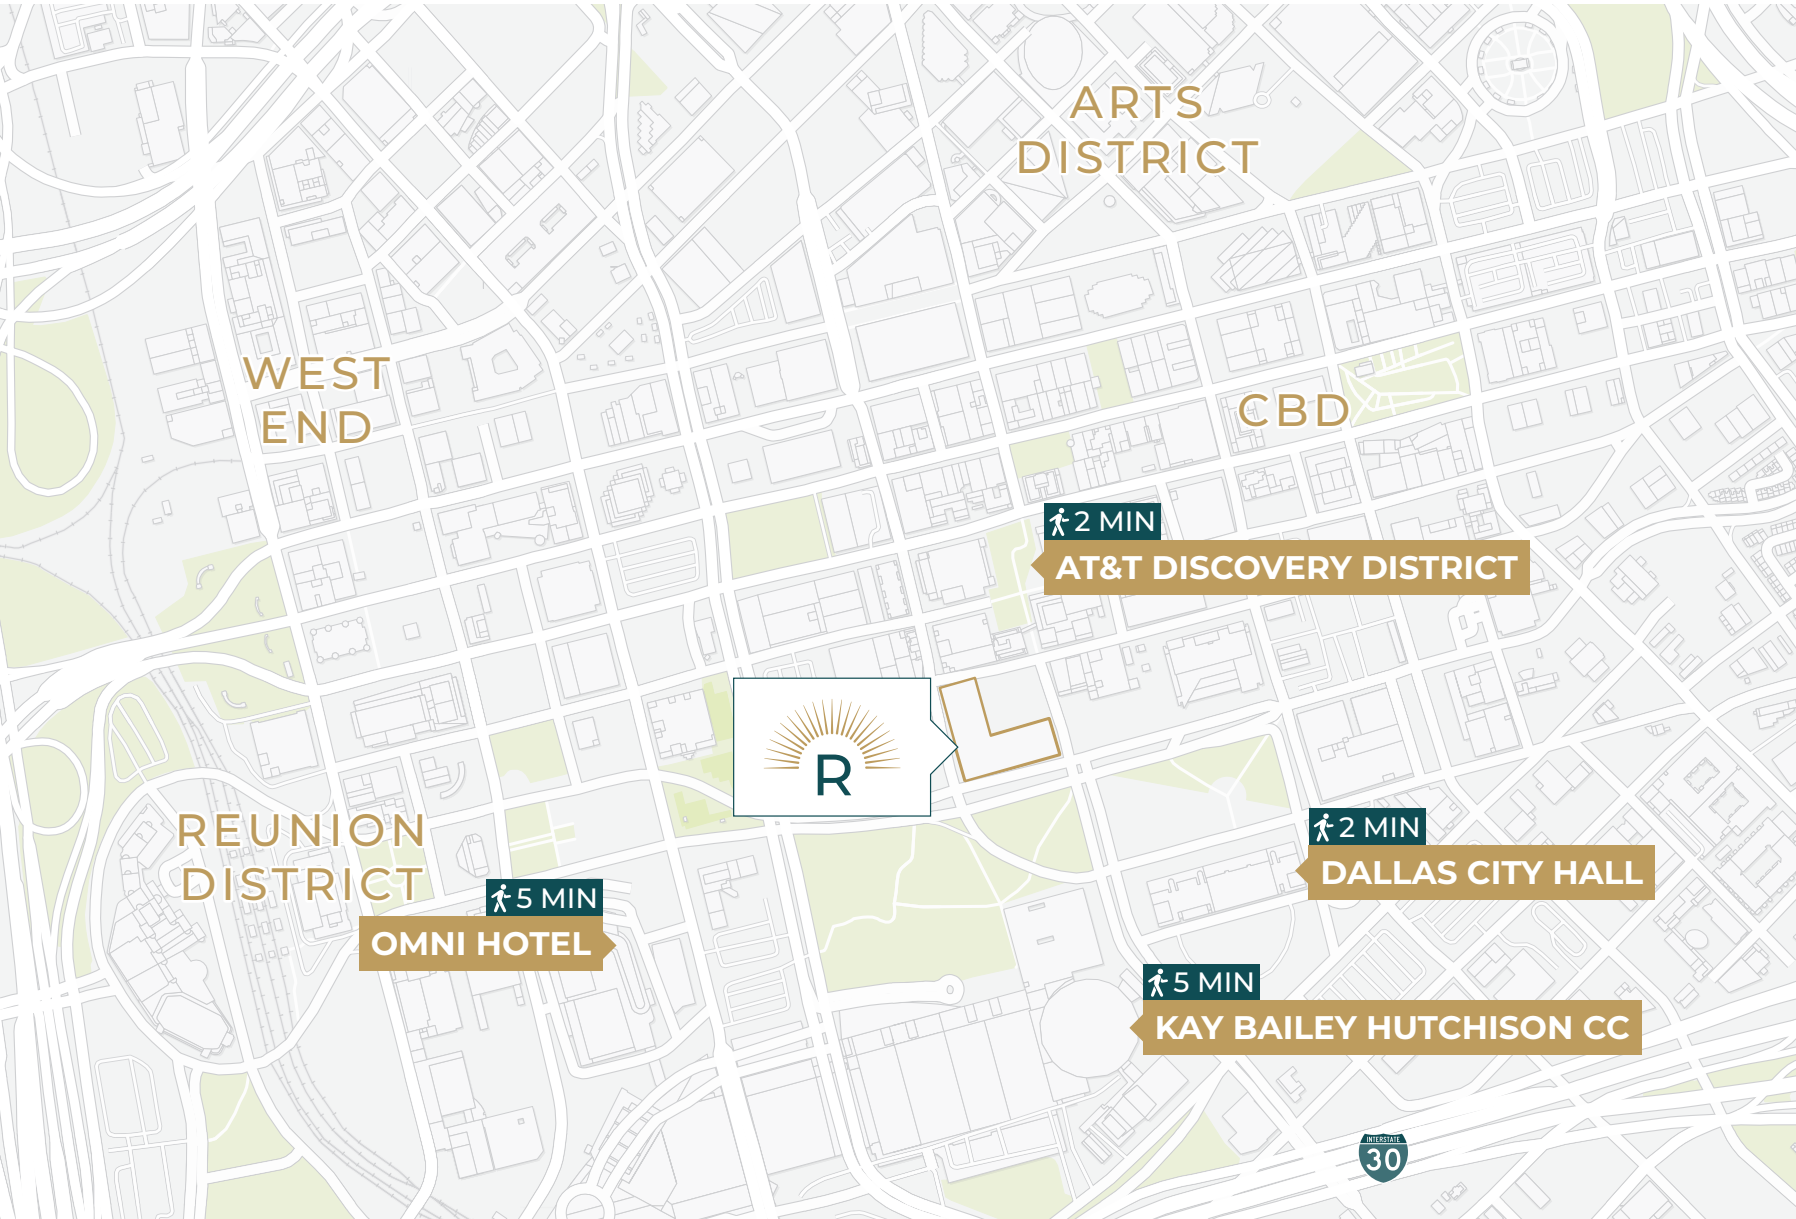 ARTS
DISTRICT
WEST
END
CBD
2 MIN
AT&T DISCOVERY DISTRICT
R
REUNION
DISTRICT
2 MIN
DALLAS CITY HALL
5 MIN
OMNI HOTEL
5 MIN
KAY BAILEY HUTCHISON CC
INTERSTATE
30